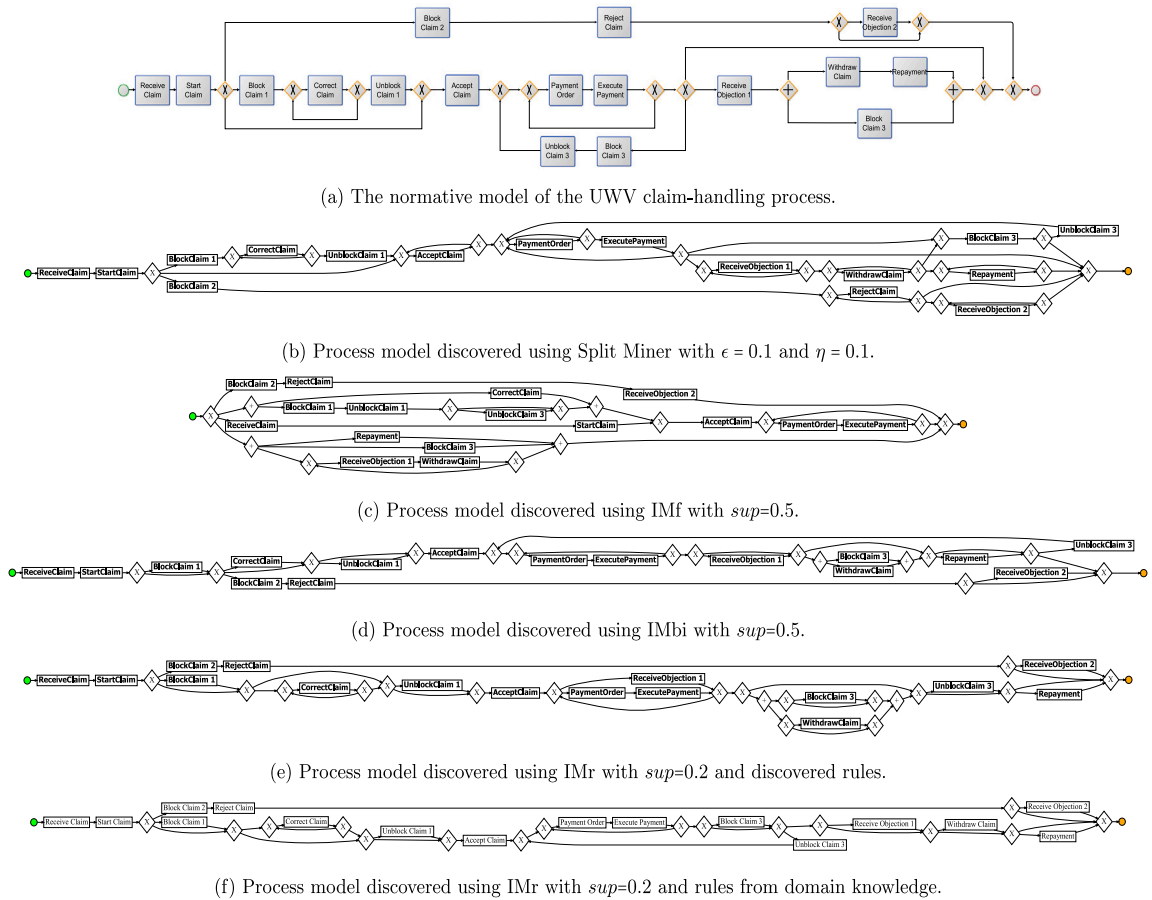 Block
Claim 2
Reject
Claim
X
Receive
Objection 2
X
Withdraw
Claim
Repayment
Receive
Claim
Start
Claim
X
Block
Claim 1
X
Correct
Claim
X
Unblock
Claim 1
X
Accept
Claim
X
X
Payment
Order
Execute
Payment
X
X
Receive
Objection 1
+
+
X
X
Block
Claim 3
Unblock
Claim 3
Block
Claim 3
(a) The normative model of the UWV claim-handling process.
UnblockClaim 3
BlockClaim 3
CorrectClaim
PaymentOrder
ExecutePayment
BlockClaim 1
UnblockClaim 1
AcceptClaim
ReceiveClaim
StartClaim
ReceiveObjection 1
WithdrawClaim
Repayment
BlockClaim 2
RejectClaim
ReceiveObjection 2
(b) Process model discovered using Split Miner with ϵ = 0.1 and η = 0.1.
BlockClaim 2
RejectClaim
CorrectClaim
ReceiveObjection 2
BlockClaim 1
UnblockClaim 1
UnblockClaim 3
ReceiveClaim
StartClaim
AcceptClaim
PaymentOrder
ExecutePayment
Repayment
BlockClaim 3
ReceiveObjection 1
WithdrawClaim
(c) Process model discovered using IMf with sup=0.5.
UnblockClaim 3
AcceptClaim
PaymentOrder
ExecutePayment
ReceiveObjection 1
BlockClaim 3
WithdrawClaim
Repayment
CorrectClaim
UnblockClaim 1
ReceiveClaim
StartClaim
BlockClaim 1
BlockClaim 2
RejectClaim
ReceiveObjection 2
(d) Process model discovered using IMbi with sup=0.5.
BlockClaim 2
RejectClaim
ReceiveObjection 2
ReceiveClaim
StartClaim
BlockClaim 1
CorrectClaim
UnblockClaim 1
AcceptClaim
ReceiveObjection 1
PaymentOrder
ExecutePayment
BlockClaim 3
WithdrawClaim
UnblockClaim 3
Repayment
(e) Process model discovered using IMr with sup=0.2 and discovered rules.
Block Claim 2
Reject Claim
Receive Objection 2
Receive Claim
Start Claim
Block Claim 1
Correct Claim
Unblock Claim 1
Accept Claim
Payment Order
Execute Payment
Block Claim 3
Unblock Claim 3
Receive Objection 1
Withdraw Claim
Repayment
(f) Process model discovered using IMr with sup=0.2 and rules from domain knowledge.